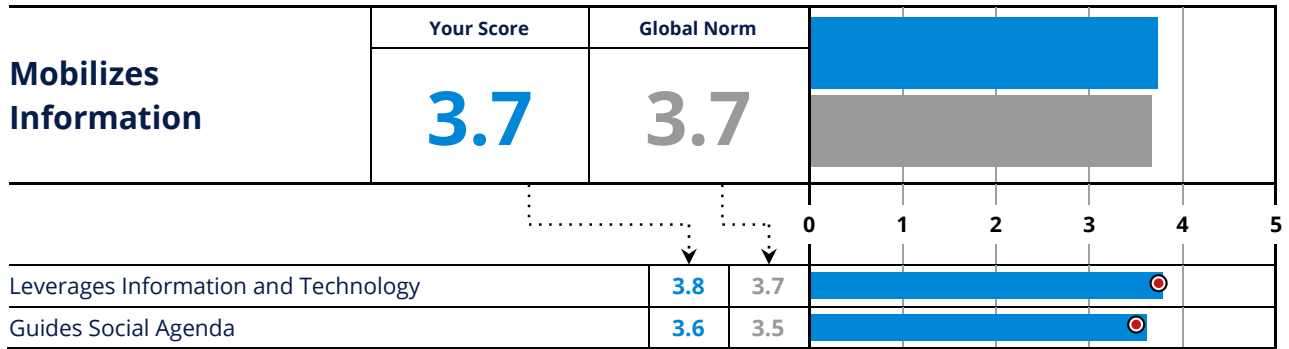 Your Score
Global Norm
Mobilizes
Information
3.7
3.7
0 1 2 3 4 5
Leverages Information and Technology 3.8 3.7
Guides Social Agenda 3.6 3.5